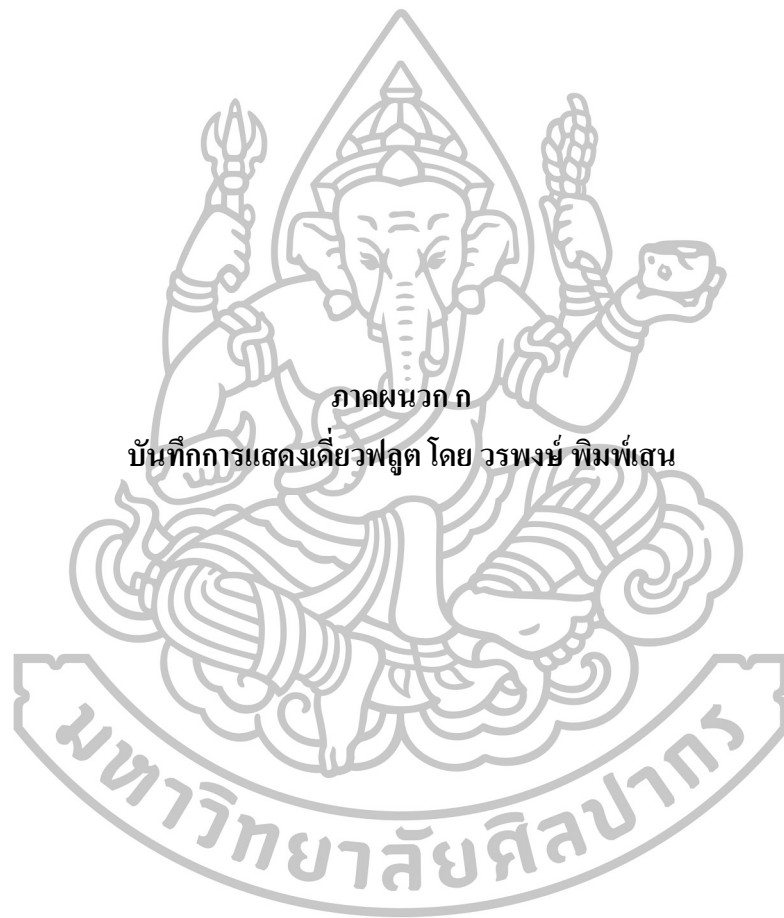 ภาคผนวก ก
บันทึกการแสดงเดี่ยวฟลูต โดย วรพงษ์ พิมพ์เสน
มหาวิทยาลัยศิลปากร